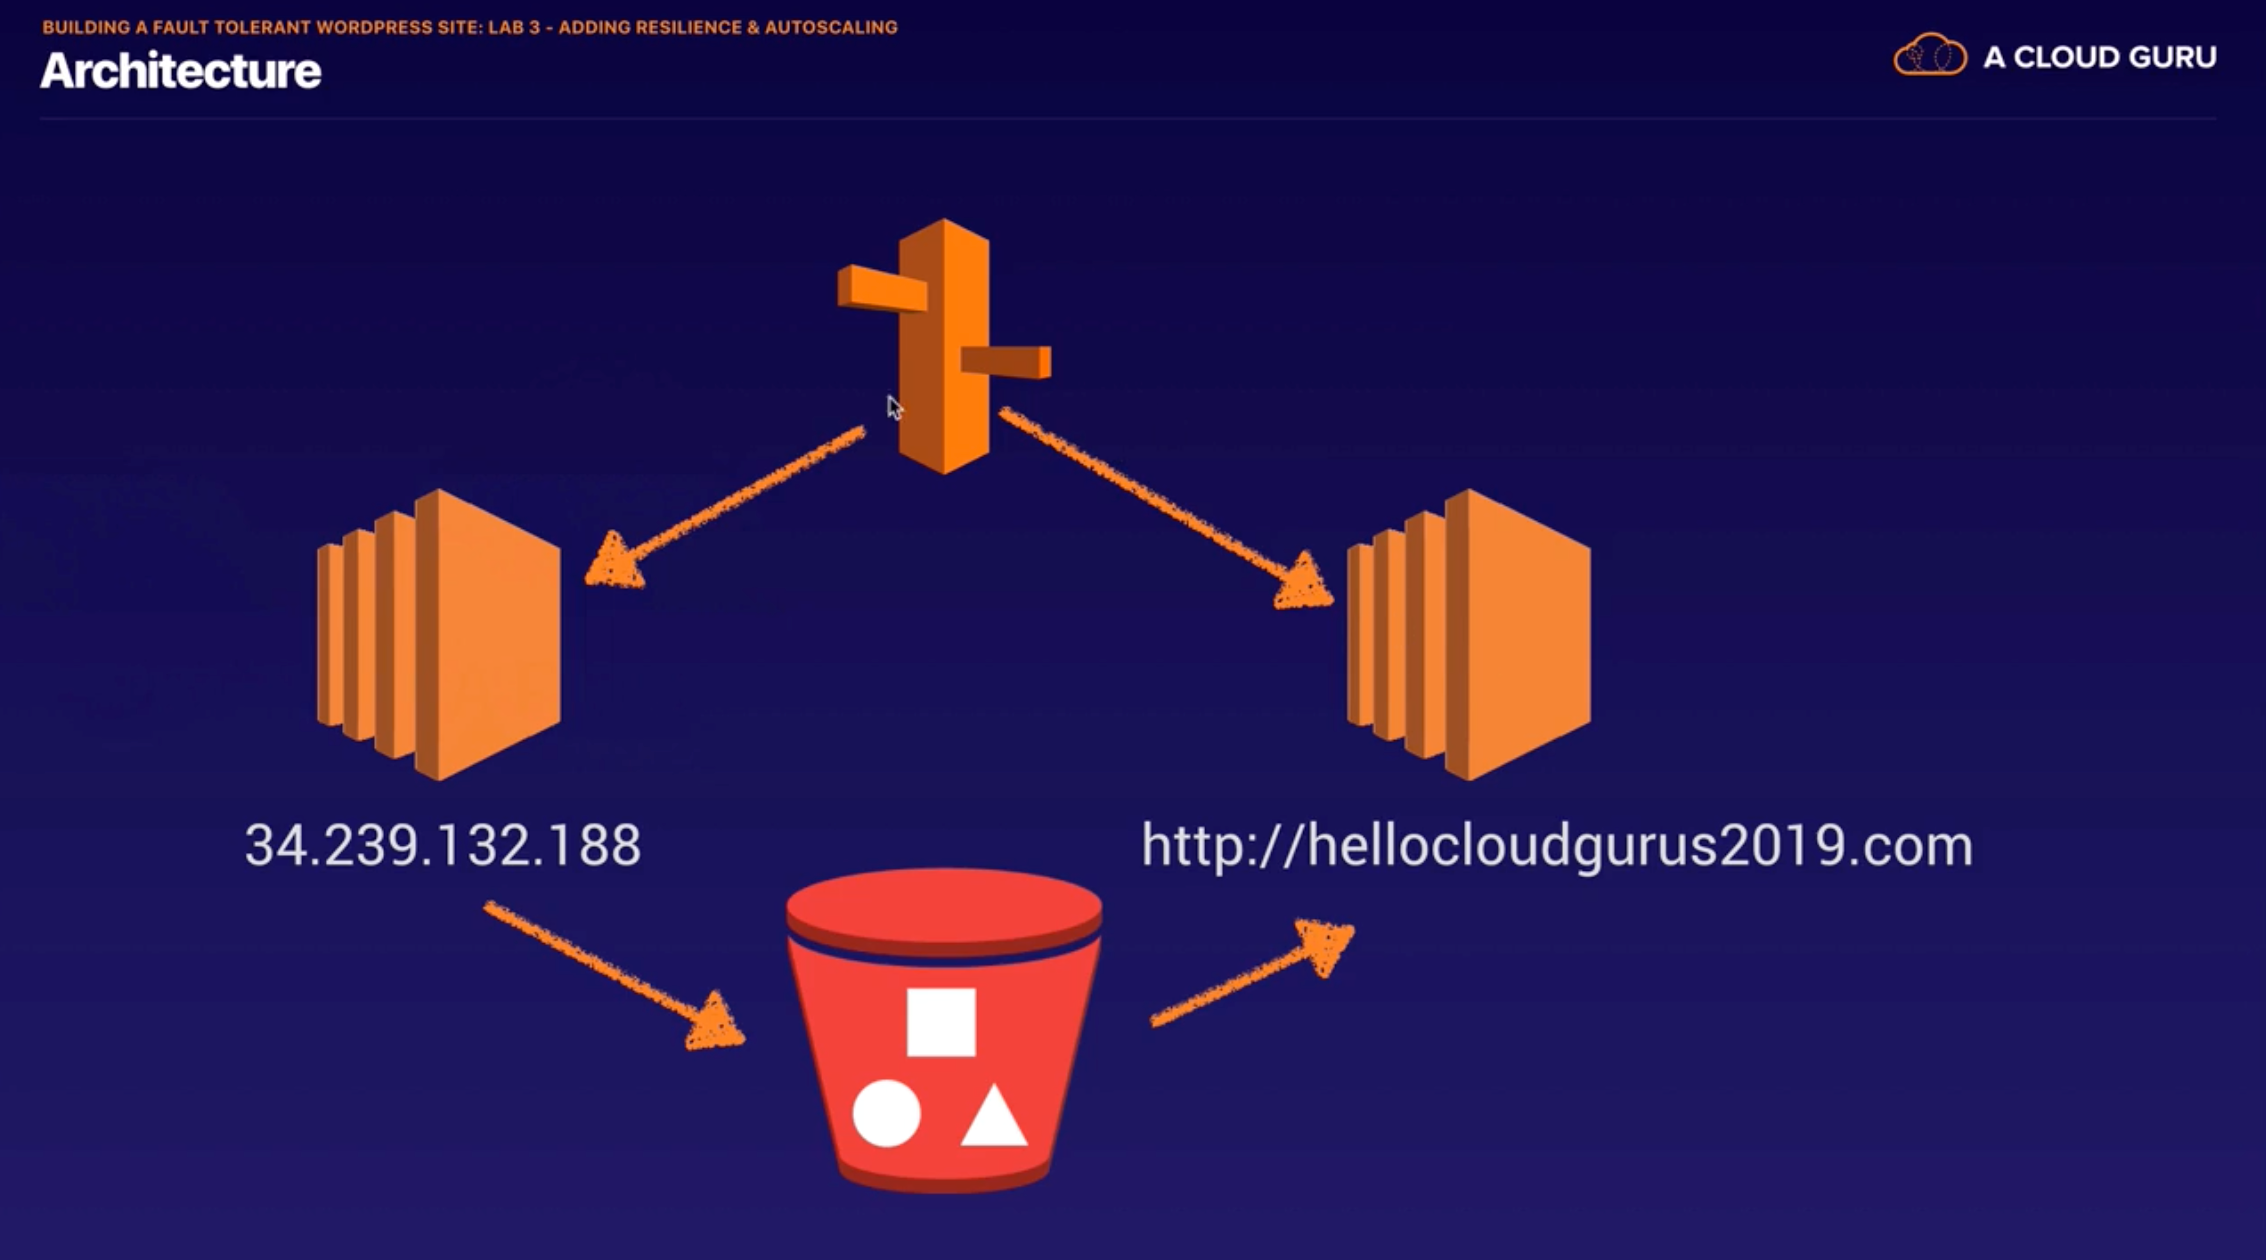 BUILDING A FAULT TOLERANT WORDPRESS SITE: LAB 3 - ADDING RESILIENCE & AUTOSCALING
Architecture
A CLOUD GURU
34.239.132.188
http://hellocloudgurus2019.com